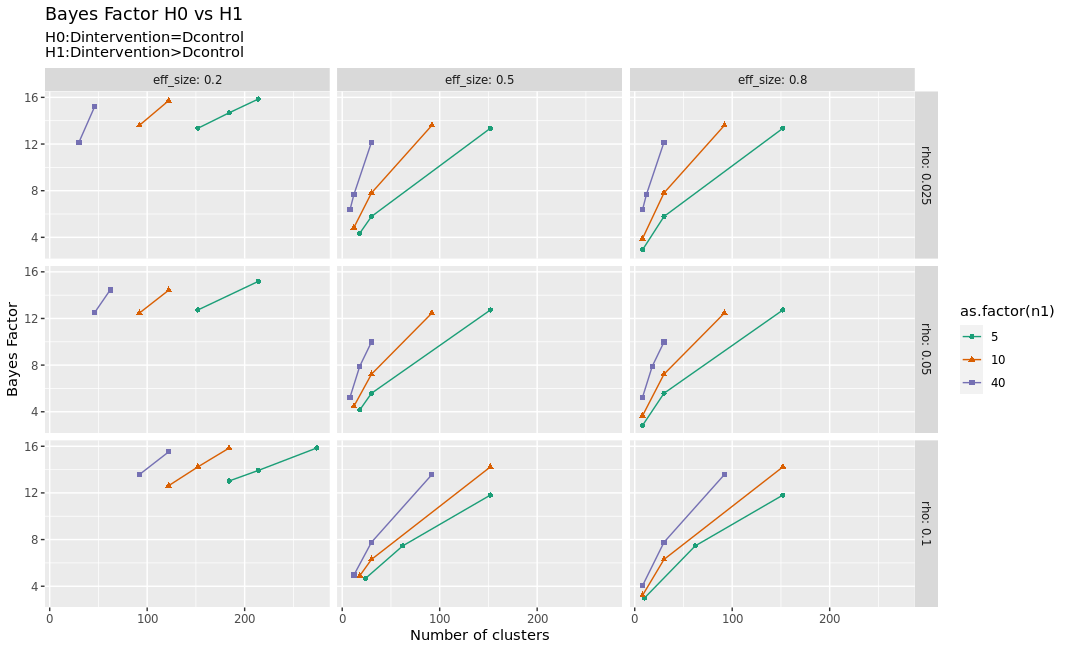 Bayes Factor H0 vs H1
H0:Dintervention=Dcontrol
H1:Dintervention>Dcontrol
eff_size: 0.2
eff_size: 0.5
eff_size: 0.8
16
12
8
4
rho: 0.025
16
12
8
4
rho: 0.05
16
12
8
4
rho: 0.1
0 100 200
0 100 200
0 100 200
Number of clusters
Bayes Factor
as.factor(n1)
5
10
40